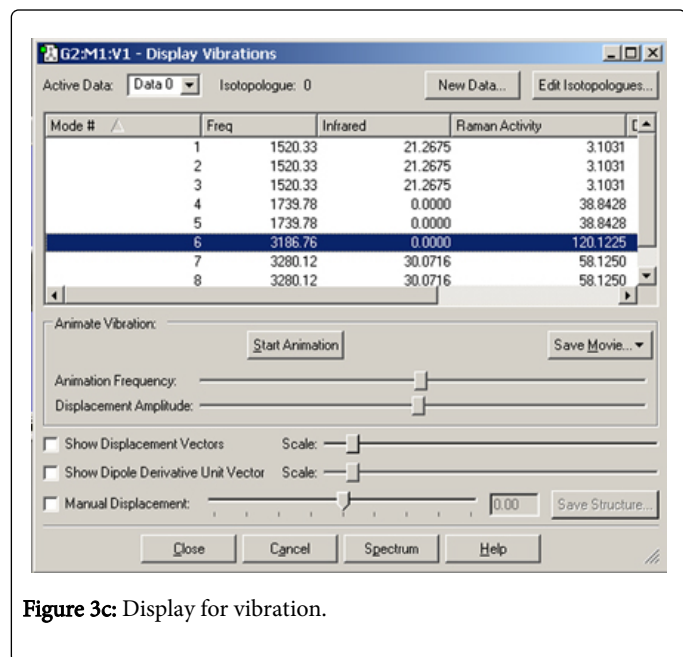 G2:M1:V1 - Display Vibrations
Active Data: Data 0 Isotopologue: 0 New Data... Edit Isotopologues...
Mode # Freq Infrared Raman Activity
1 1520.33 21.2675 3.1031
2 1520.33 21.2675 3.1031
3 1520.33 21.2675 3.1031
4 1739.78 0.0000 38.8428
5 1739.78 0.0000 38.8428
6 3186.76 0.0000 120.1225
7 3280.12 30.0716 58.1250
8 3280.12 30.0716 58.1250
Animate Vibration:
Start Animation Save Movie...
Animation Frequency:
Displacement Amplitude:
Show Displacement Vectors Scale:
Show Dipole Derivative Unit Vector Scale:
Manual Displacement: 0.00 Save Structure...
Close Cancel Spectrum Help
Figure 3c: Display for vibration.